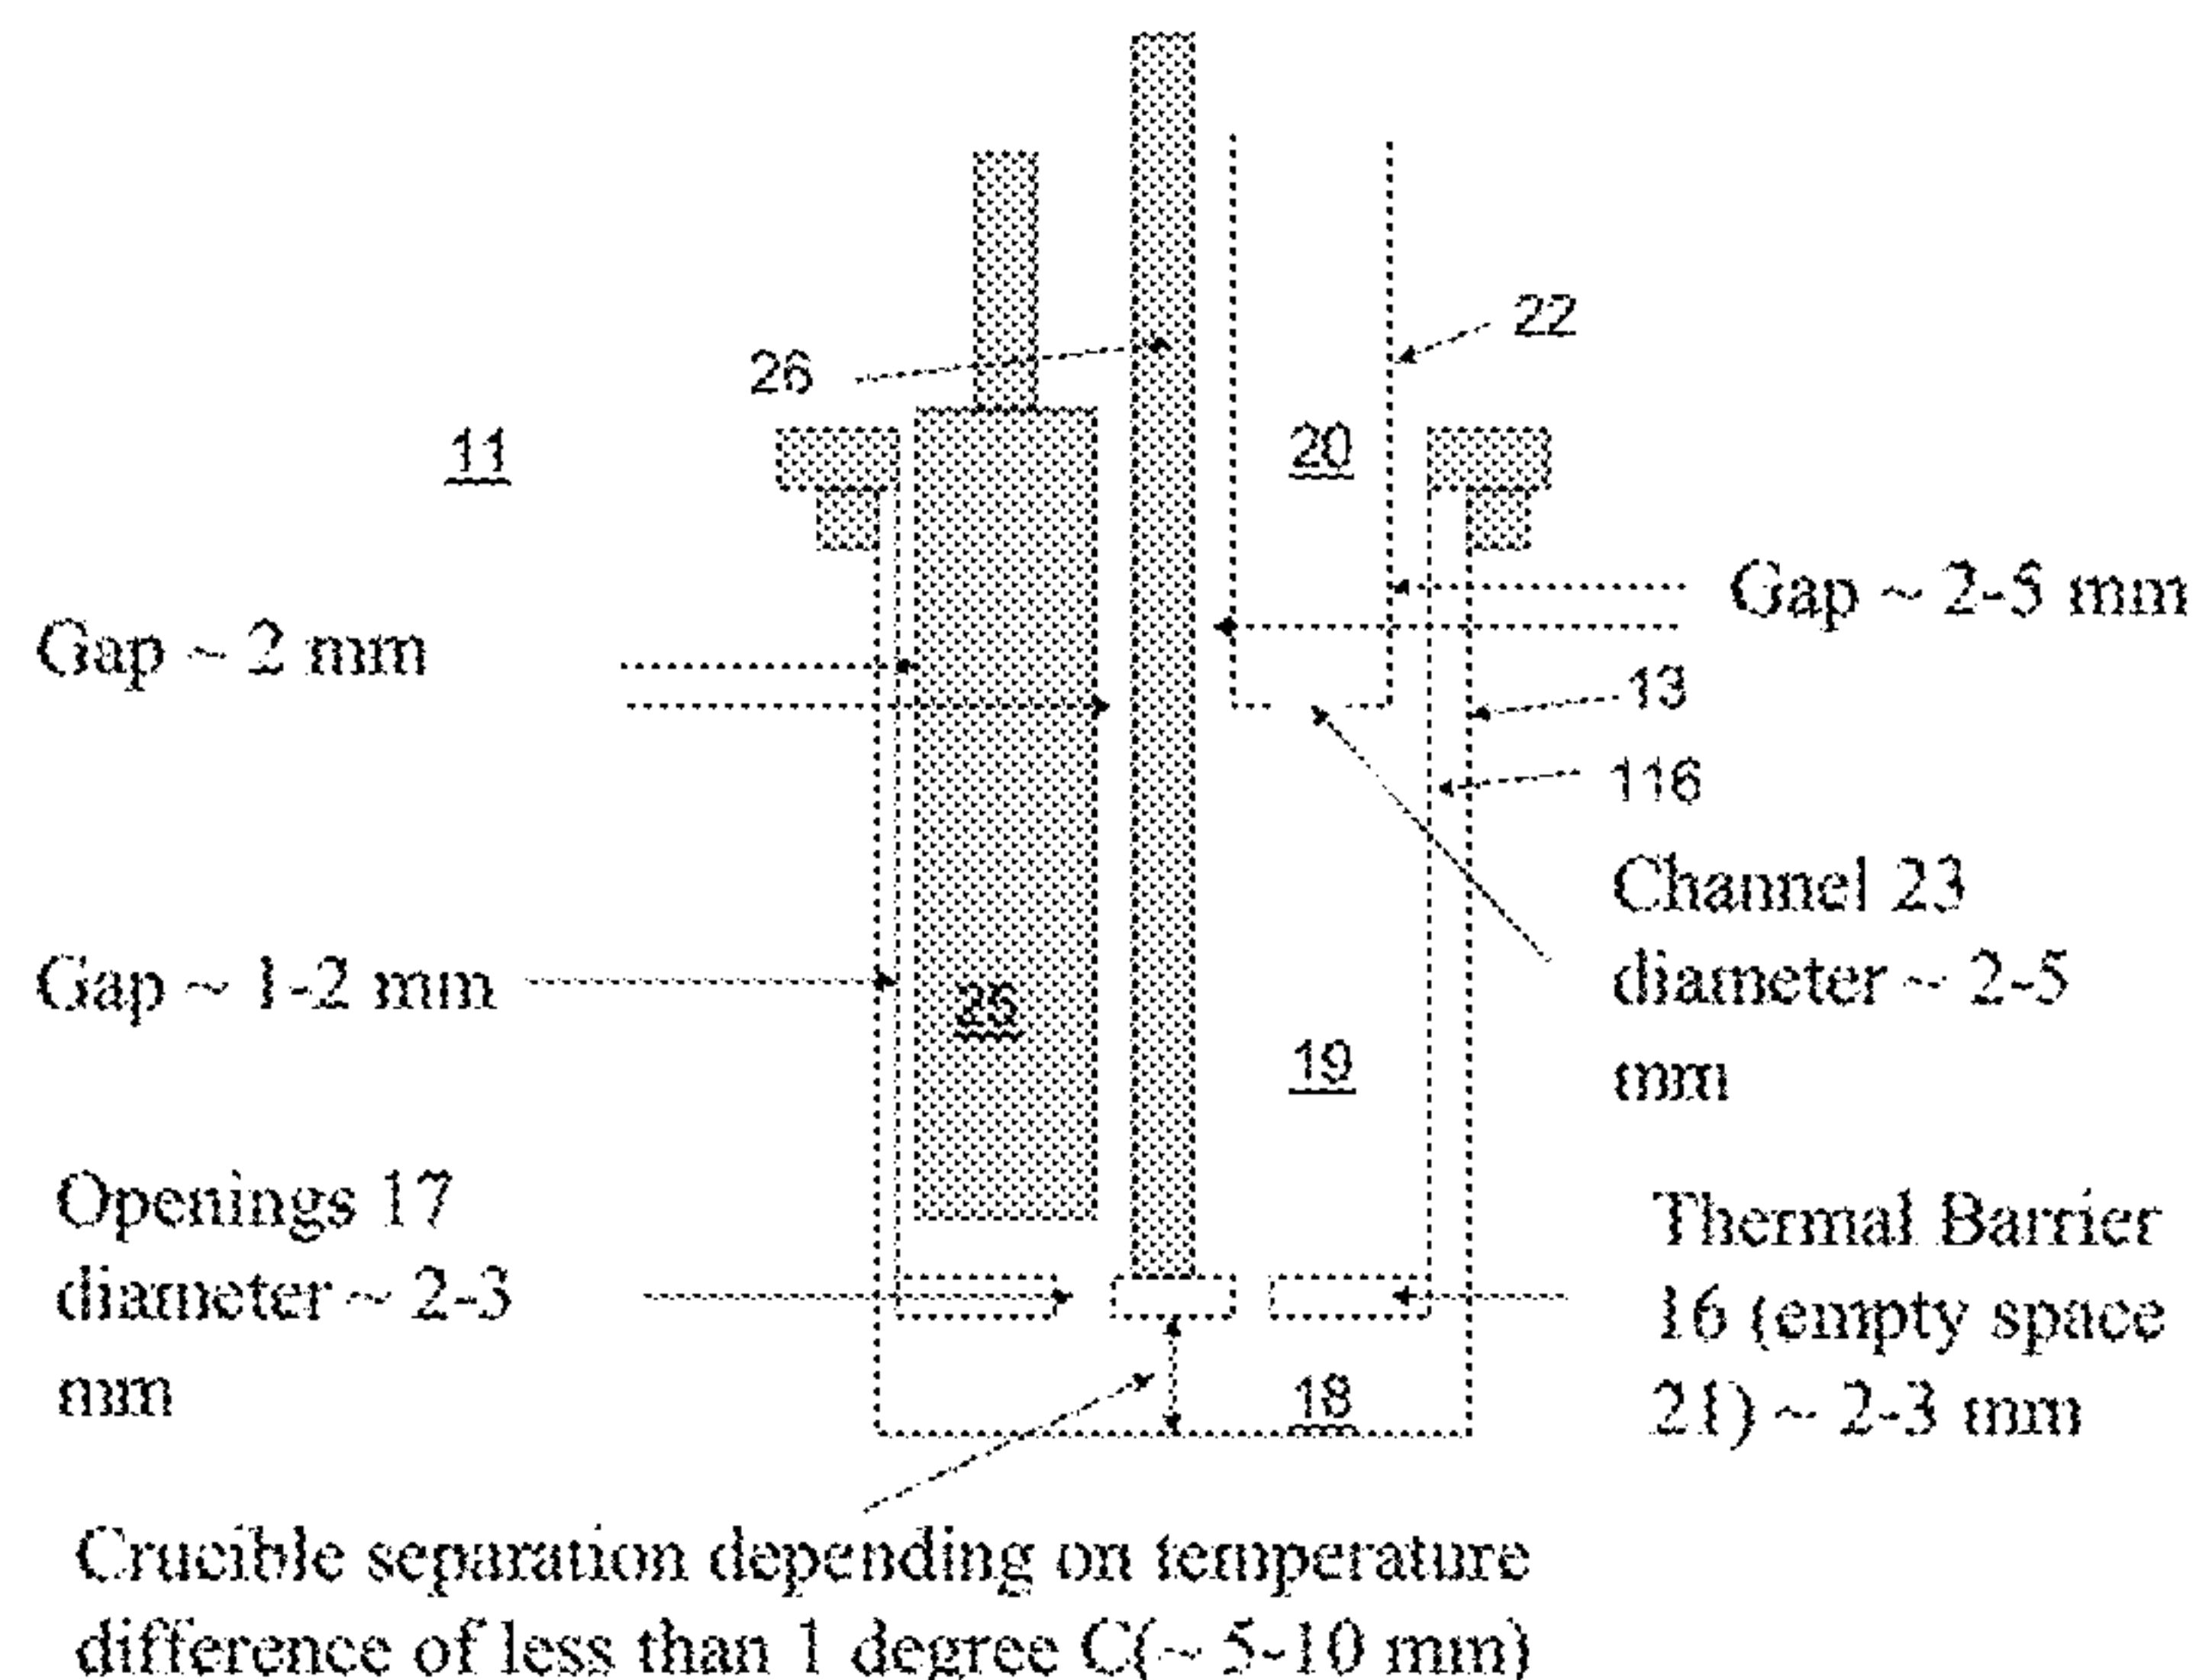 22
26
11
20
Gap ~ 2-5 mm
Gap ~ 2 mm
13
116
Channel 23
diameter ~ 2-5
mm
Gap ~ 1-2 mm
25
19
Openings 17
diameter ~ 2-3
mm
Thermal Barrier
16 (empty space
21) ~ 2-3 mm
18
Crucible separation depending on temperature
difference of less than 1 degree C(~ 5-10 mm)